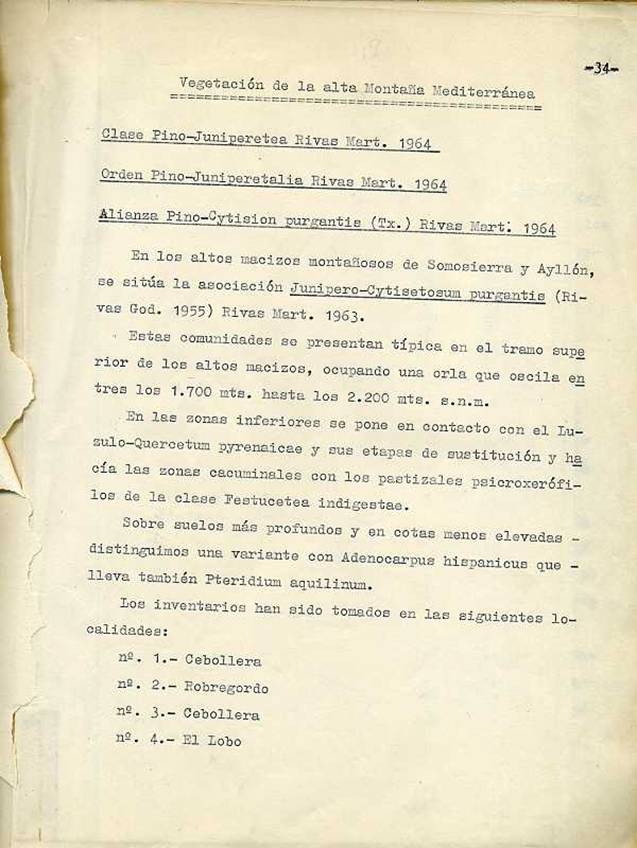 -34-
Vegetación de la alta Montaña Mediterránea
Clase Pino-Juniperetea Rivas Mart. 1964
Orden Pino-Juniperetalia Rivas Mart. 1964
Alianza Pino-Cytision purgantis (Tx.) Rivas Mart. 1964
En los altos macizos montañosos de Somosierra y Ayllón,
se sitúa la asociación Junipero-Cytisetosum purgantis (Ri-
vas God. 1955) Rivas Mart. 1963.
Estas comunidades se presentan típica en el tramo supe
rior de los altos macizos, ocupando una orla que oscila en
tres los 1.700 mts. hasta los 2.200 mts. s.n.m.
En las zonas inferiores se pone en contacto con el Lu-
zulo-Quercetum pyrenaicae y sus etapas de sustitución y ha
cía las zonas cacuminales con los pastizales psicroxerófi-
los de la clase Festucetea indigestae.
Sobre suelos más profundos y en cotas menos elevadas -
distinguimos una variante con Adenocarpus hispanicus que -
lleva también Pteridium aquilinum.
Los inventarios han sido tomados en las siguientes lo-
calidades:
nº. 1.- Cebollera
nº. 2.- Robregordo
nº. 3.- Cebollera
nº. 4.- El Lobo